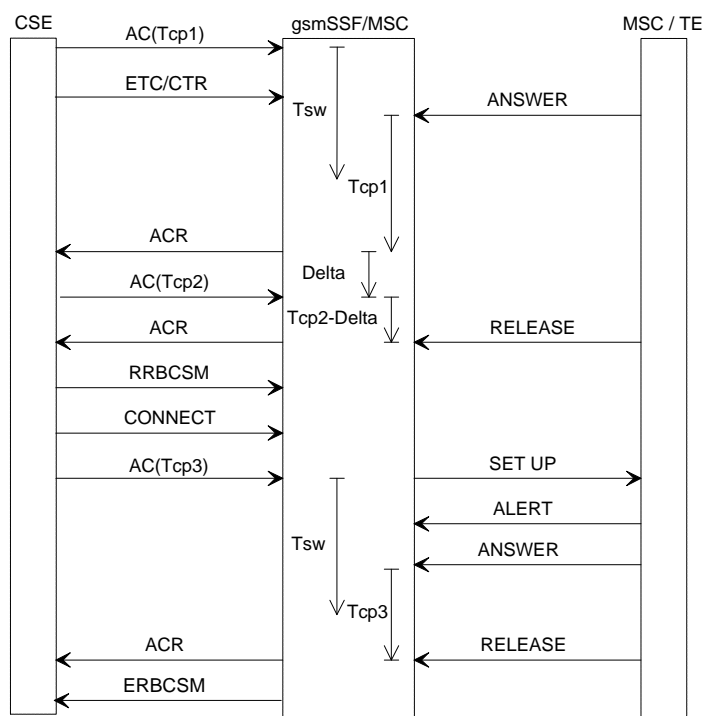 CSE gsmSSF/MSC MSC / TE
AC(Tcp1)
ETC/CTR
Tsw
ANSWER
Tcp1
ACR
Delta
AC(Tcp2)
Tcp2-Delta
ACR
RELEASE
RRBCSM
CONNECT
AC(Tcp3)
SET UP
ALERT
Tsw
ANSWER
Tcp3
ACR
RELEASE
ERBCSM